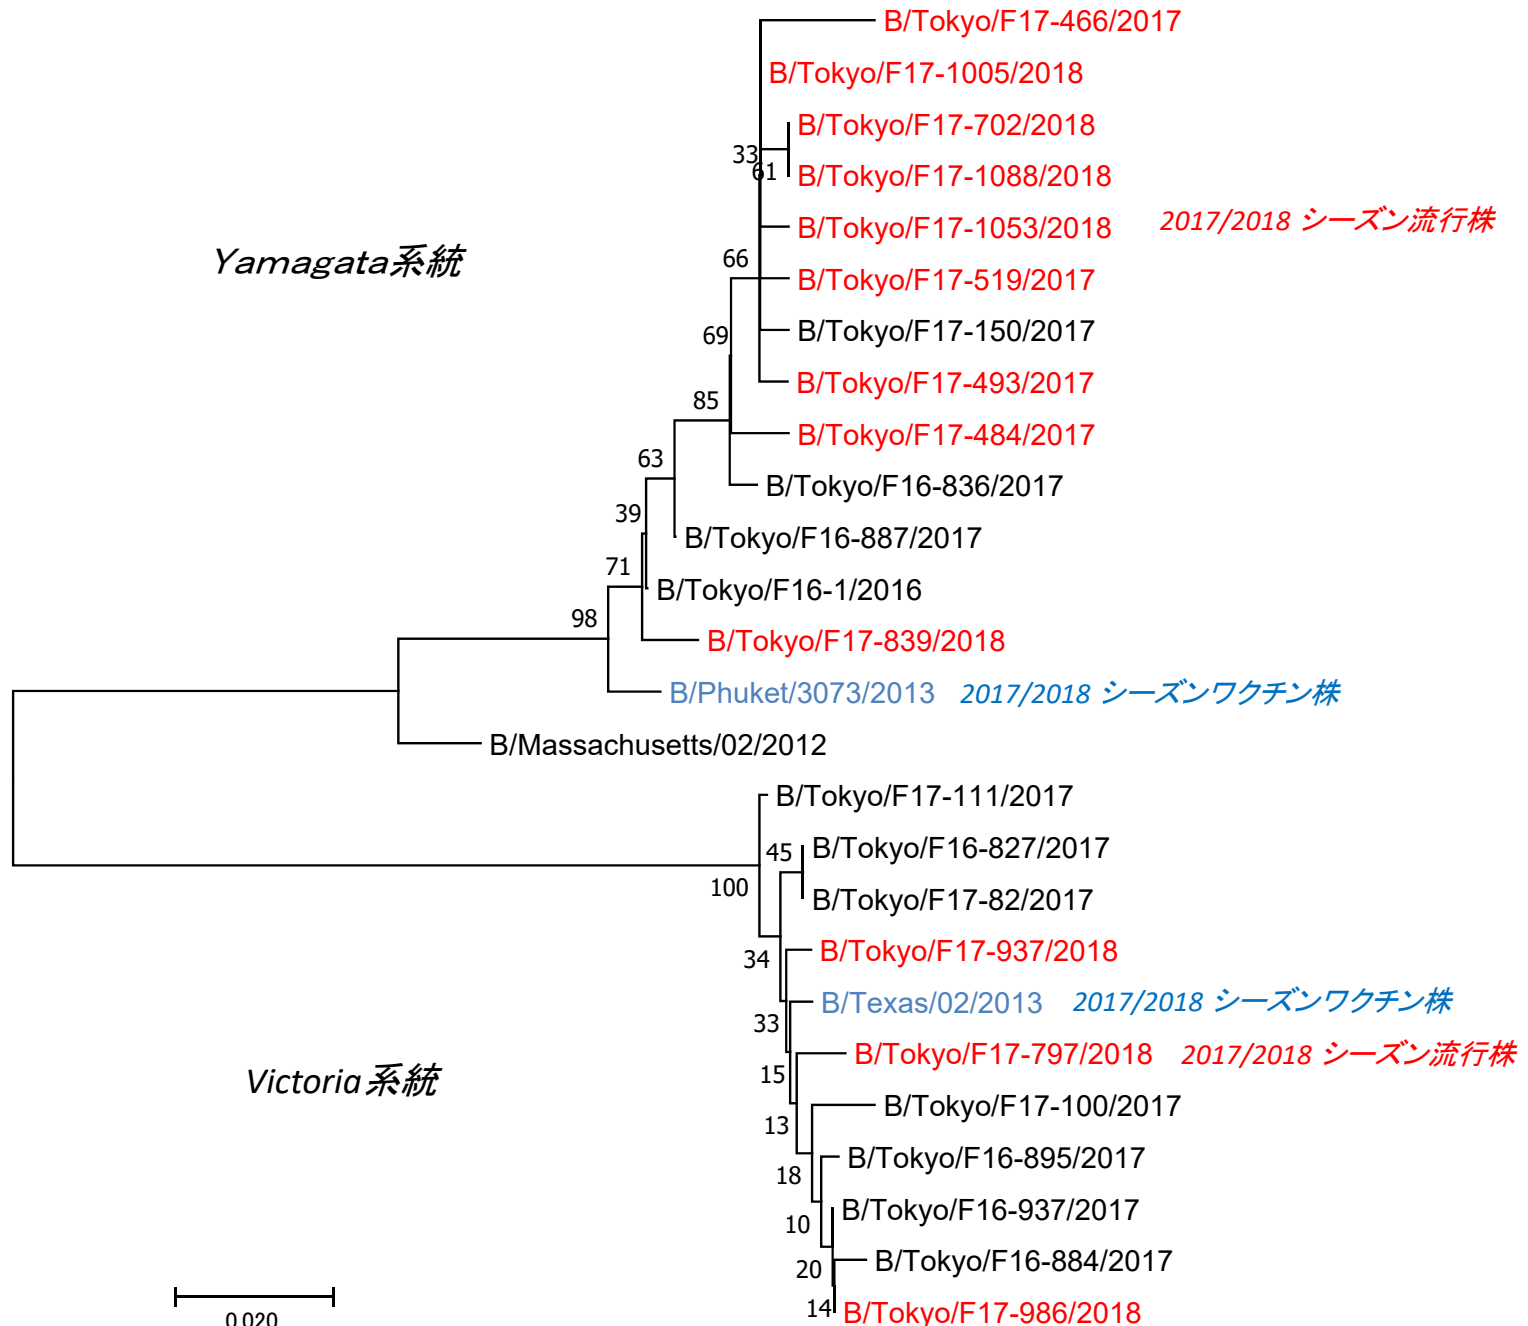 B/Tokyo/F17-466/2017
B/Tokyo/F17-1005/2018
B/Tokyo/F17-702/2018
33
61
B/Tokyo/F17-1088/2018
B/Tokyo/F17-1053/2018 2017/2018 シーズン流行株
Yamagata系統
66
B/Tokyo/F17-519/2017
B/Tokyo/F17-150/2017
69
B/Tokyo/F17-493/2017
85
B/Tokyo/F17-484/2017
63
B/Tokyo/F16-836/2017
39
B/Tokyo/F16-887/2017
71
B/Tokyo/F16-1/2016
98
B/Tokyo/F17-839/2018
B/Phuket/3073/2013 2017/2018 シーズンワクチン株
B/Massachusetts/02/2012
B/Tokyo/F17-111/2017
45
B/Tokyo/F16-827/2017
100
B/Tokyo/F17-82/2017
34
B/Tokyo/F17-937/2018
B/Texas/02/2013 2017/2018 シーズンワクチン株
33
B/Tokyo/F17-797/2018 2017/2018 シーズン流行株
15
Victoria系統
B/Tokyo/F17-100/2017
13
B/Tokyo/F16-895/2017
18
B/Tokyo/F16-937/2017
10
B/Tokyo/F16-884/2017
20
14
B/Tokyo/F17-986/2018
0.020